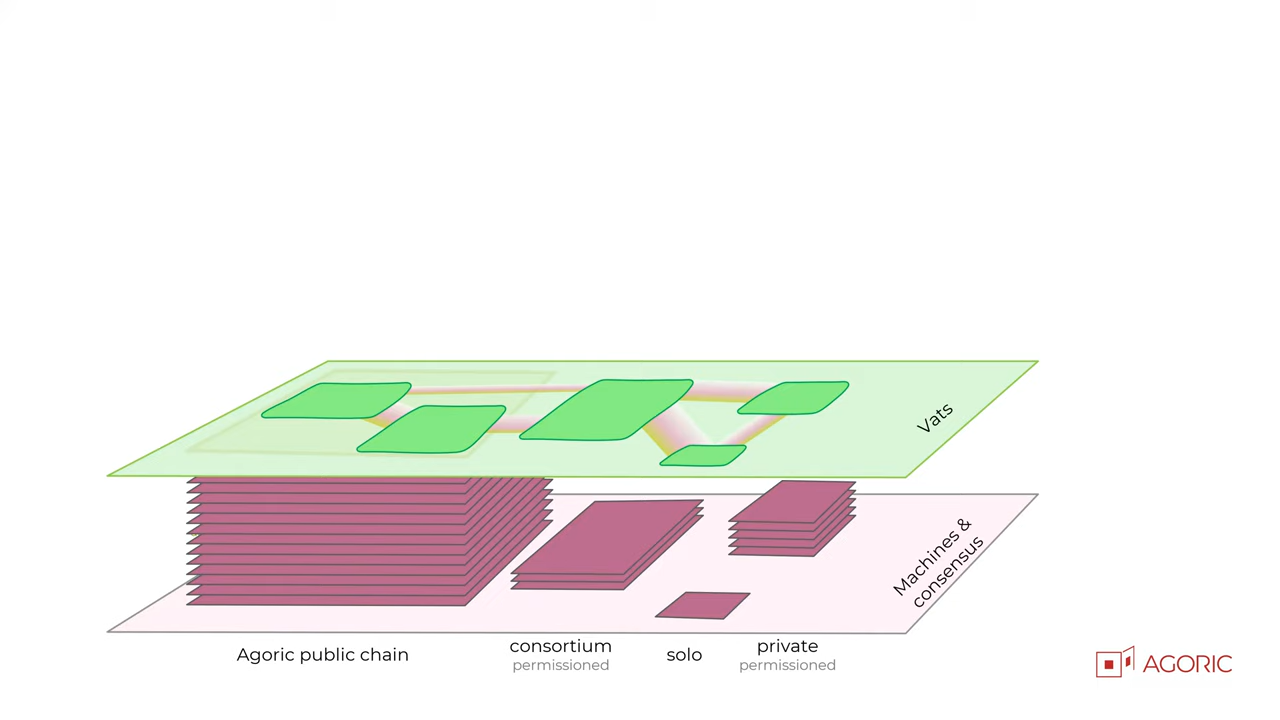 Vats
Machines &
consensus
Agoric public chain
consortium
permissioned
solo
private
permissioned
AGORIC